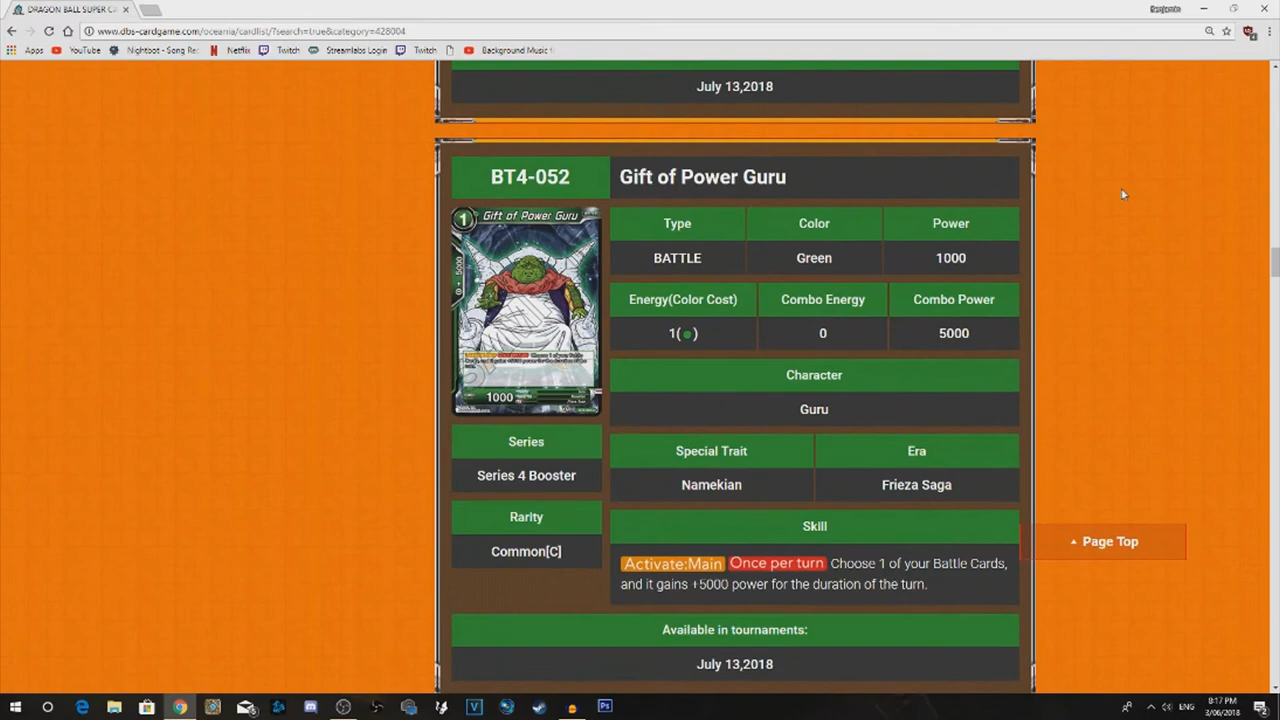 DRAGON BALL SUPER C
Benjamin
www.dbs-cardgame.com/oceania/cardlist/?search=true&category=428004
Apps YouTube Nightbot - Song Re Netflix Twitch Streamlabs Login Twitch Background Music
July 13,2018
BT4-052 Gift of Power Guru
1 Gift of Power Guru
5000
1000
Type Color Power
BATTLE Green 1000
Energy(Color Cost) Combo Energy Combo Power
1( ) 0 5000
Character
Guru
Series
Series 4 Booster
Special Trait Era
Namekian Frieza Saga
Rarity
Common[C]
Skill
Activate:Main Once per turn Choose 1 of your Battle Cards,
and it gains +5000 power for the duration of the turn.
Page Top
Available in tournaments:
July 13,2018
8:17 PM
ENG
3/06/2018